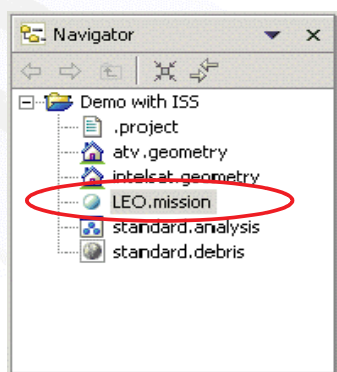 Navigator
Demo with ISS
.project
atv.geometry
intelsat.geometry
LEO.mission
standard.analysis
standard.debris